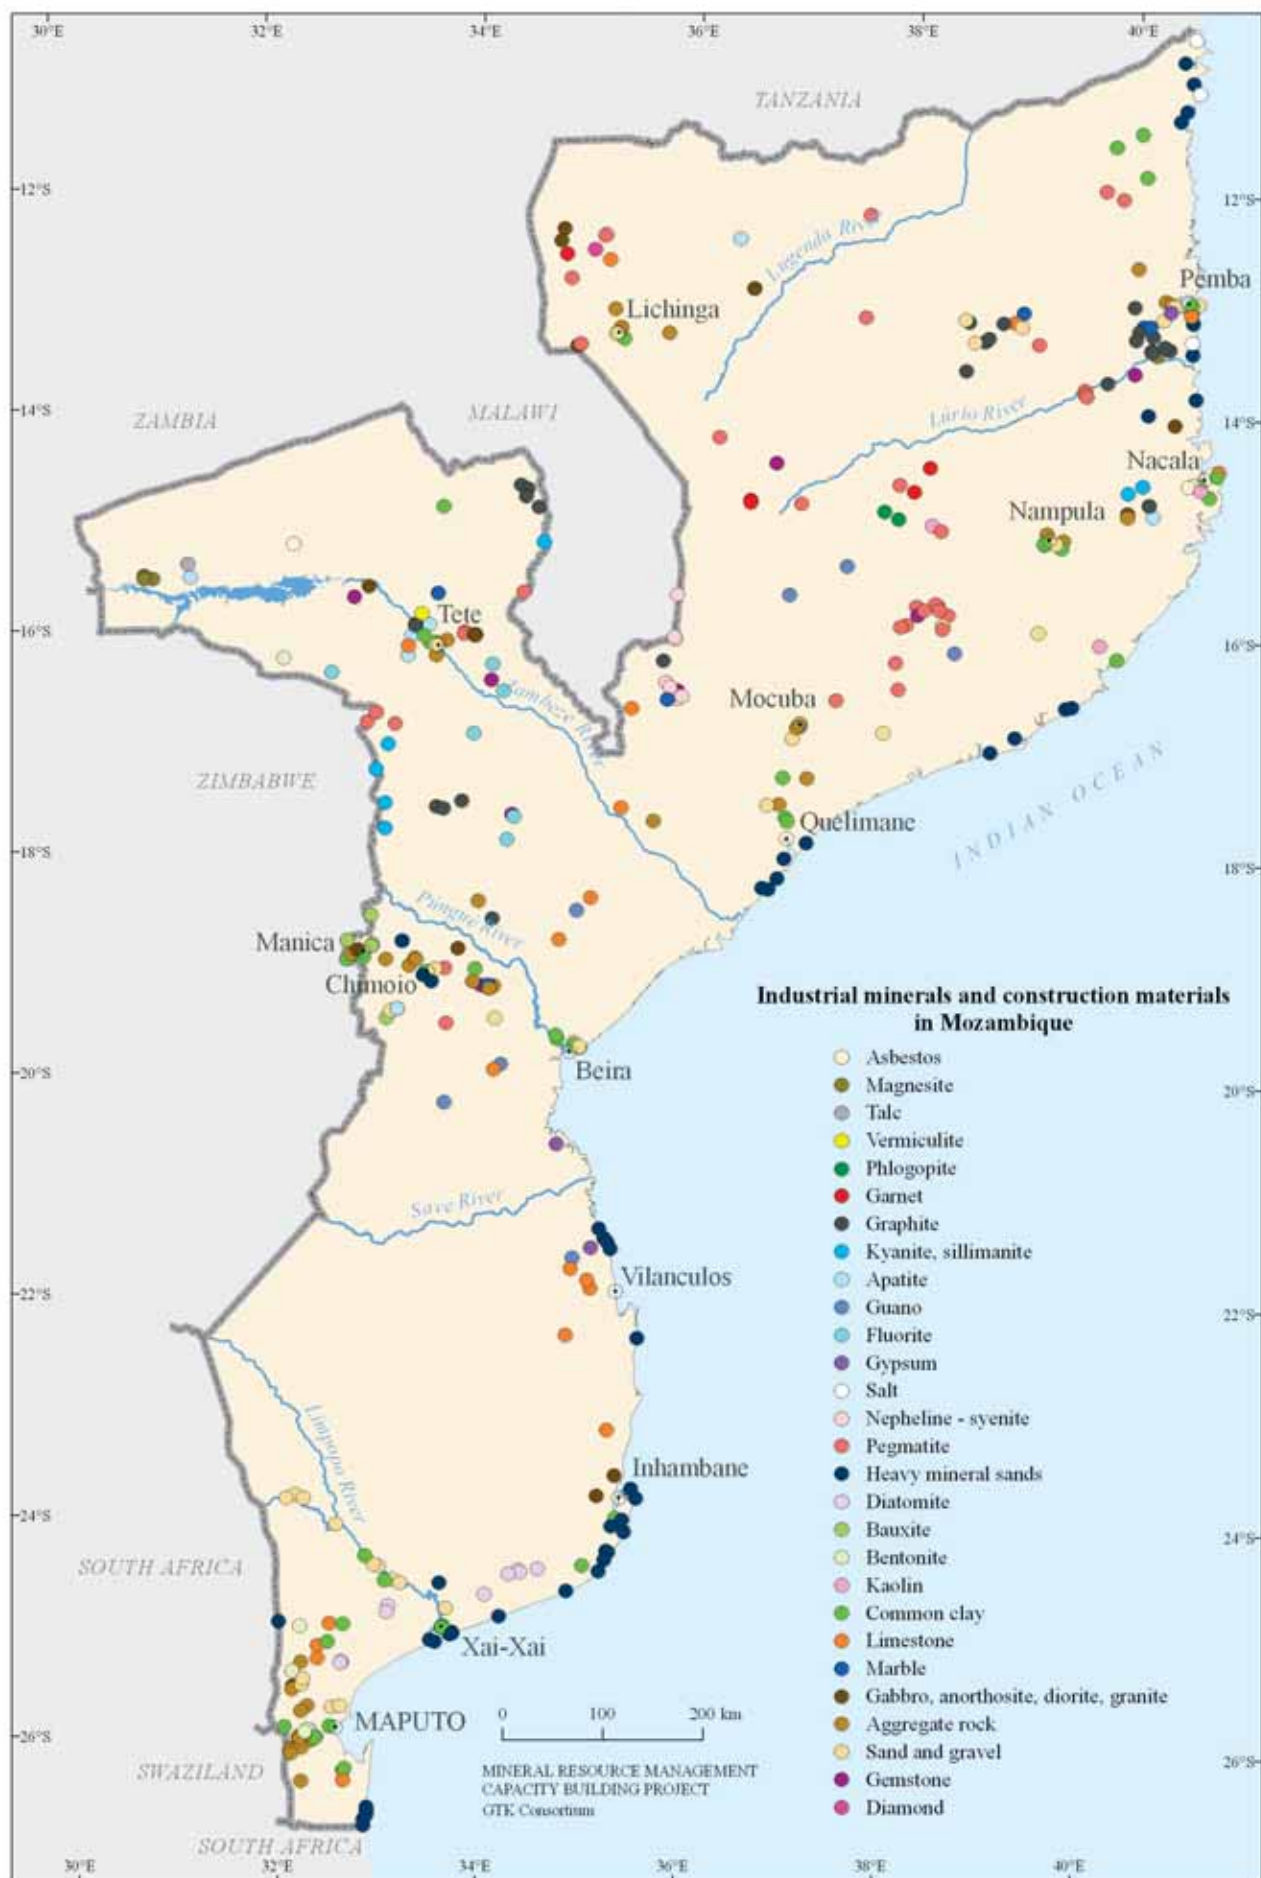 30°E 32°E 34°E 36°E 38°E 40°E
TANZANIA
12°S 12°S
Lugenda River
Pemba
Lichinga
14°S 14°S
ZAMBIA
MALAWI
Lúrio River
Nacala
Nampula
Tete
16°S 16°S
Zambeze River
Mocuba
ZIMBABWE
INDIAN OCEAN
Quelimane
18°S 18°S
Púngue River
Manica
Chimoio
Industrial minerals and construction materials
in Mozambique
Asbestos
Magnesite
Talc
Vermiculite
Phlogopite
Garnet
Graphite
Kyanite, sillimanite
Apatite
Guano
Fluorite
Gypsum
Salt
Nepheline - syenite
Pegmatite
Heavy mineral sands
Diatomite
Bauxite
Bentonite
Kaolin
Common clay
Limestone
Marble
Gabbro, anorthosite, diorite, granite
Aggregate rock
Sand and gravel
Gemstone
Diamond
Beira
20°S 20°S
Save River
Vilanculos
22°S 22°S
Limpopo River
Inhambane
24°S 24°S
SOUTH AFRICA
Xai-Xai
0 100 200 km
MAPUTO
26°S 26°S
SWAZILAND
MINERAL RESOURCE MANAGEMENT
CAPACITY BUILDING PROJECT
GTK Consortium
SOUTH AFRICA
30°E 32°E 34°E 36°E 38°E 40°E